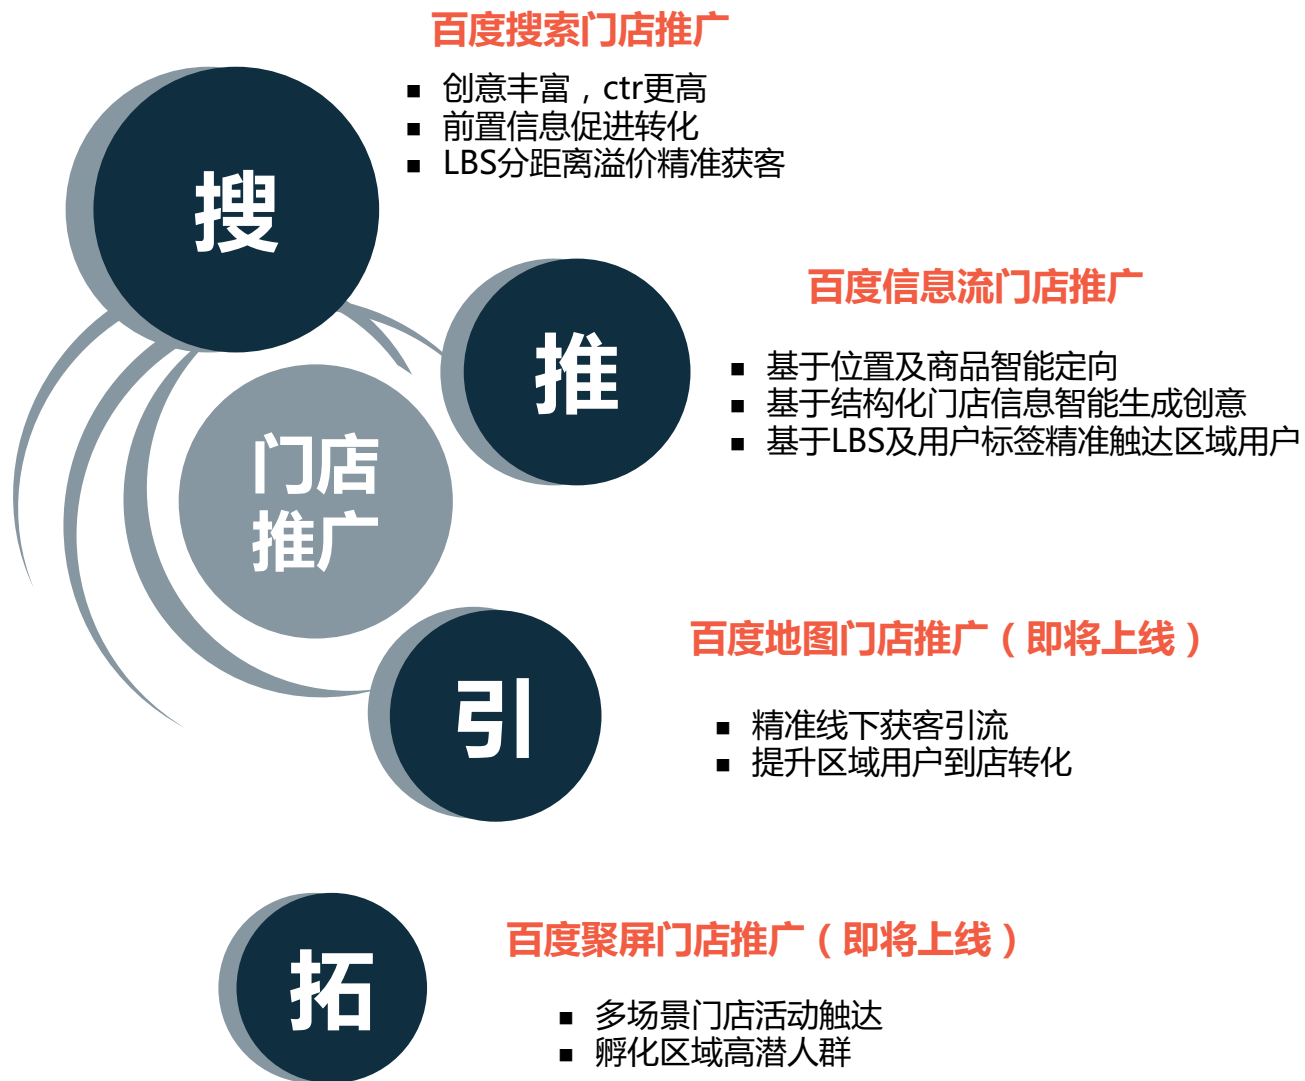 百度搜索门店推广
■ 创意丰富，ctr更高
■ 前置信息促进转化
■ LBS分距离溢价精准获客
搜
百度信息流门店推广
推
■ 基于位置及商品智能定向
■ 基于结构化门店信息智能生成创意
■ 基于LBS及用户标签精准触达区域用户
门店
推广
百度地图门店推广（即将上线）
引
■ 精准线下获客引流
■ 提升区域用户到店转化
百度聚屏门店推广（即将上线）
拓
■ 多场景门店活动触达
■ 孵化区域高潜人群